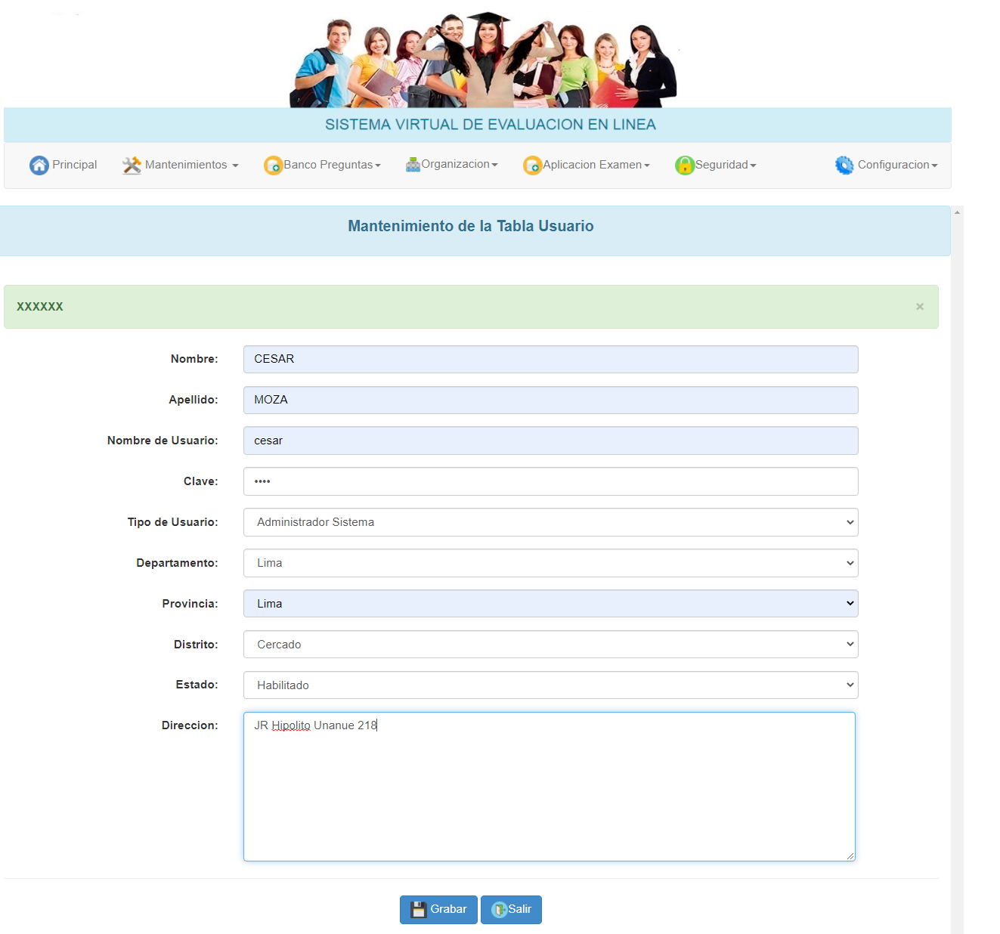 SISTEMA VIRTUAL DE EVALUACION EN LINEA
Principal Mantenimientos Banco Preguntas Organizacion Aplicacion Examen Seguridad Configuracion
Mantenimiento de la Tabla Usuario
XXXXXX ×
Nombre: CESAR
Apellido: MOZA
Nombre de Usuario: cesar
Clave: ••••
Tipo de Usuario: Administrador Sistema
Departamento: Lima
Provincia: Lima
Distrito: Cercado
Estado: Habilitado
Direccion: JR Hipolito Unanue 218
Grabar Salir